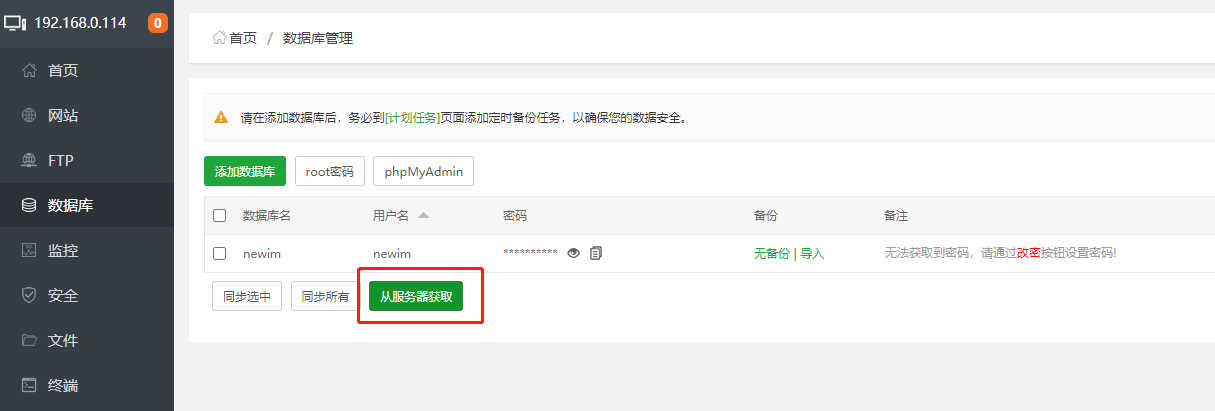 192.168.0.114 0
首页
网站
FTP
数据库
监控
安全
文件
终端
首页 / 数据库管理
请在添加数据库后，务必到[计划任务]页面添加定时备份任务，以确保您的数据安全。
添加数据库 root密码 phpMyAdmin
数据库名 用户名 密码 备份 备注
newim newim ********** 无备份 | 导入 无法获取到密码，请通过改密按钮设置密码!
同步选中 同步所有 从服务器获取